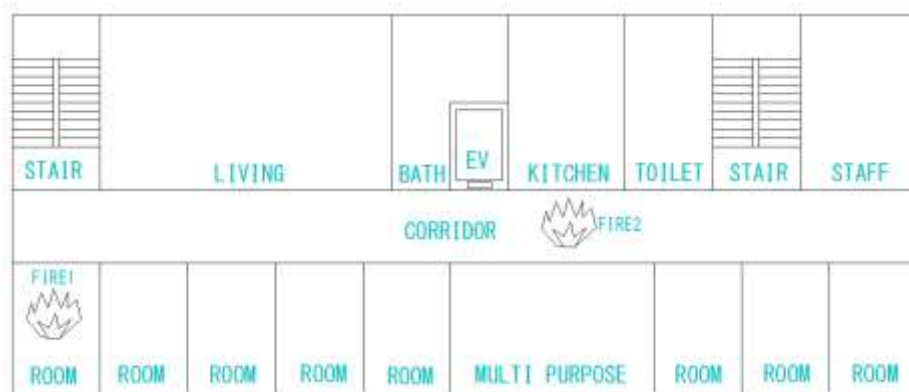 STAIR LIVING BATH EV KITCHEN TOILET STAIR STAFF
CORRIDOR FIRE2
FIRE1
ROOM ROOM ROOM ROOM ROOM MULTI PURPOSE ROOM ROOM ROOM